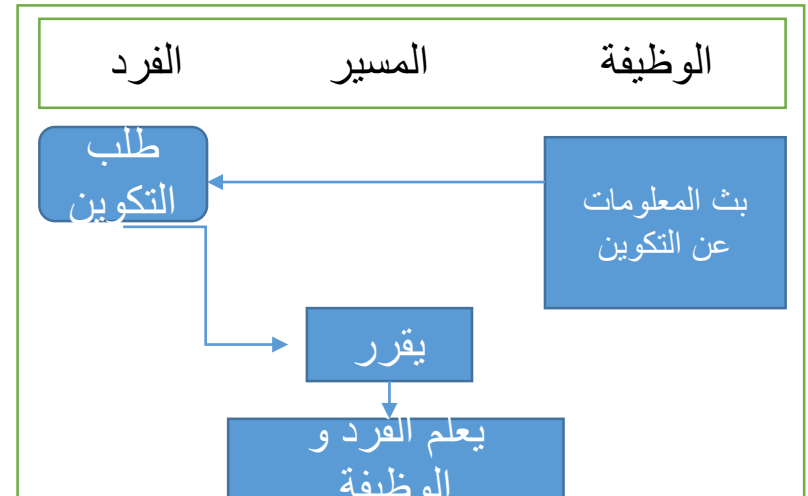 الوظيفة المسير الفرد
طلب
التكوين
بث المعلومات
عن التكوين
يقرر
يعلم الفرد و
الوظيفة